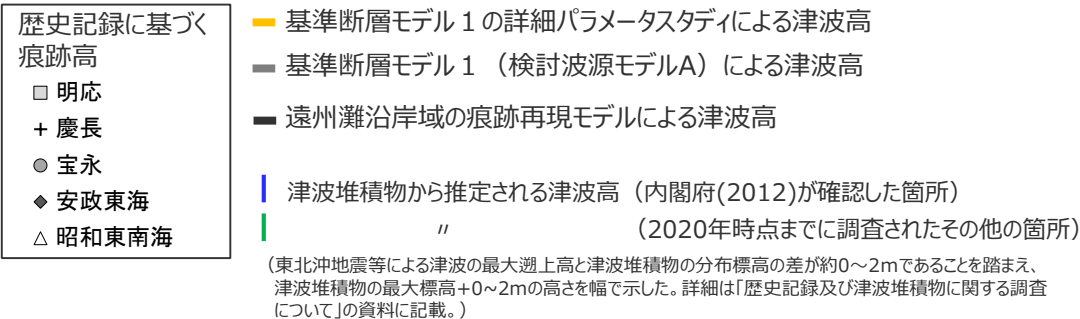 歴史記録に基づく
痕跡高
明応
慶長
宝永
安政東海
昭和東南海
基準断層モデル１の詳細パラメータスタディによる津波高
基準断層モデル１（検討波源モデルA）による津波高
遠州灘沿岸域の痕跡再現モデルによる津波高
津波堆積物から推定される津波高（内閣府(2012)が確認した箇所）
〃（2020年時点までに調査されたその他の箇所）
（東北沖地震等による津波の最大遡上高と津波堆積物の分布標高の差が約0～2mであることを踏まえ、
津波堆積物の最大標高+0~2mの高さを幅で示した。詳細は「歴史記録及び津波堆積物に関する調査
について」の資料に記載。）